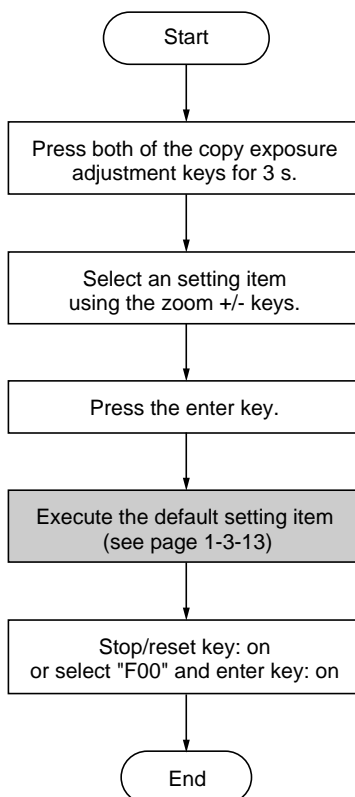 Start
Press both of the copy exposure
adjustment keys for 3 s.
Select an setting item
using the zoom +/- keys.
Press the enter key.
Execute the default setting item
(see page 1-3-13)
Stop/reset key: on
or select "F00" and enter key: on
End